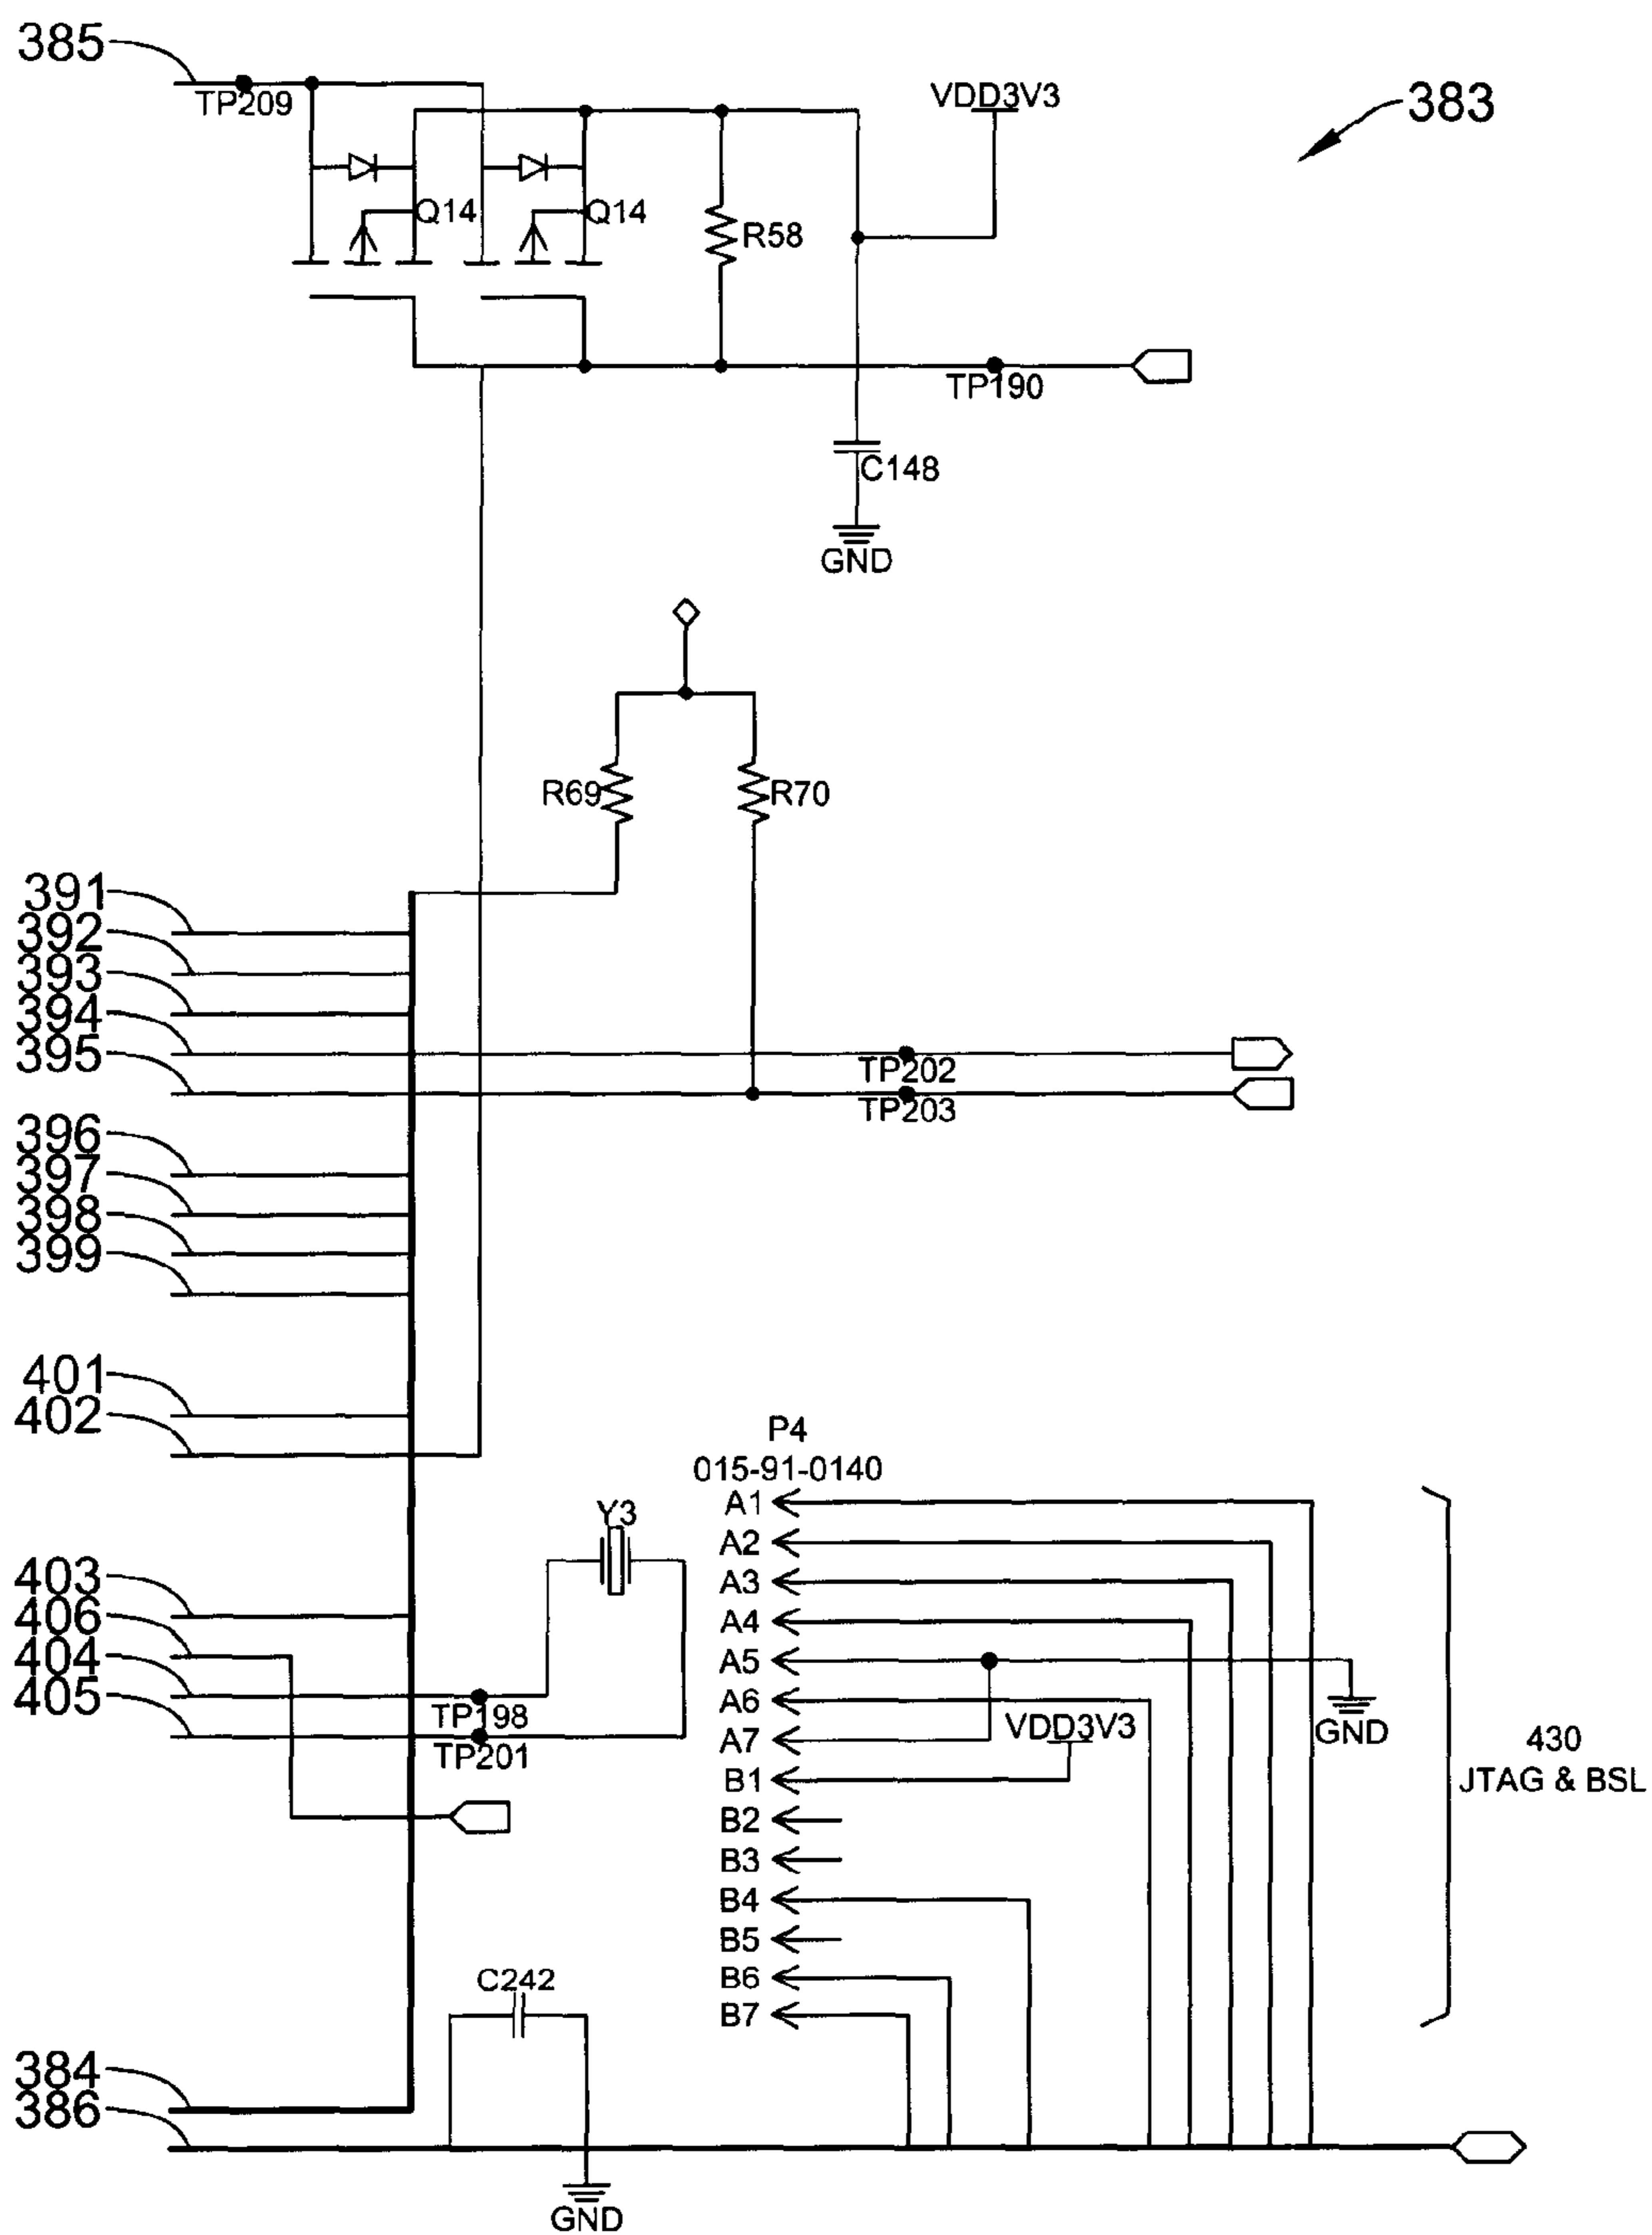 385
TP209
VDD3V3
383
Q14
Q14
R58
TP190
C148
GND
R69
R70
391
392
393
394
395
TP202
TP203
396
397
398
399
401
402
P4
015-91-0140
A1
Y3
A2
403
A3
406
A4
404
A5
405
A6
TP198
VDD3V3
GND
A7
TP201
430
JTAG & BSL
B1
B2
B3
B4
B5
C242
B6
B7
384
386
GND